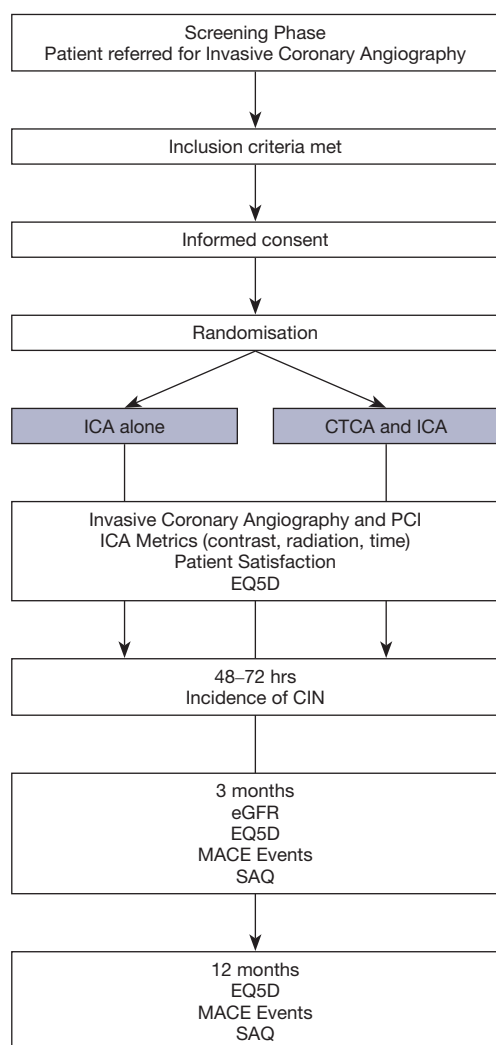 Screening Phase
Patient referred for Invasive Coronary Angiography
Inclusion criteria met
Informed consent
Randomisation
ICA alone
CTCA and ICA
Invasive Coronary Angiography and PCI
ICA Metrics (contrast, radiation, time)
Patient Satisfaction
EQ5D
48–72 hrs
Incidence of CIN
3 months
eGFR
EQ5D
MACE Events
SAQ
12 months
EQ5D
MACE Events
SAQ